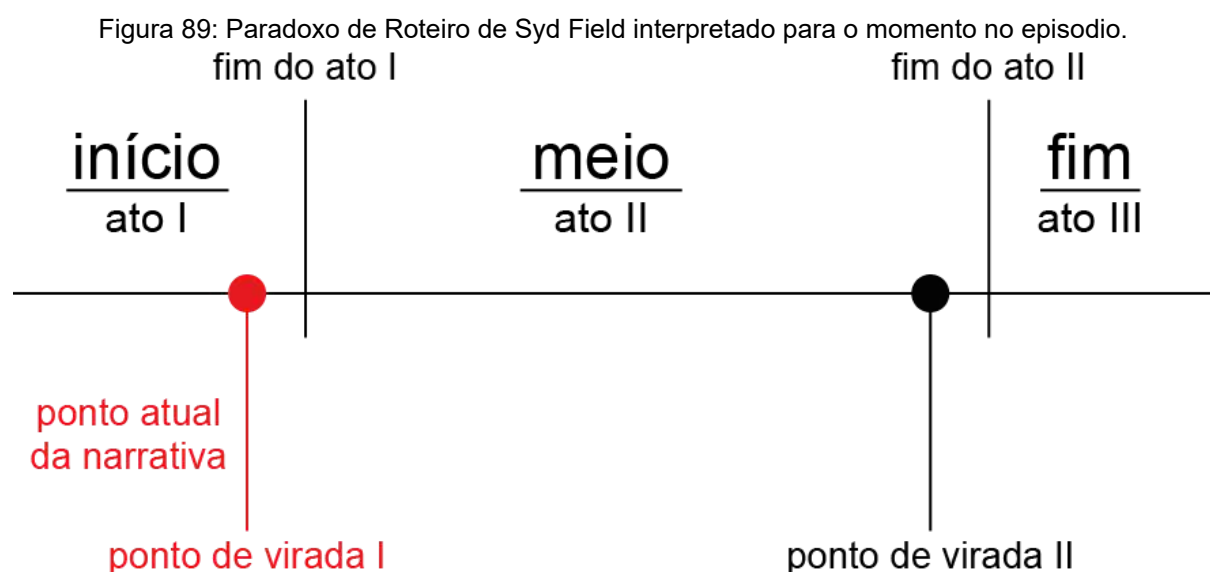 Figura 89: Paradoxo de Roteiro de Syd Field interpretado para o momento no episodio.
fim do ato I
fim do ato II
início
ato I
meio
ato II
fim
ato III
ponto atual
da narrativa
ponto de virada I
ponto de virada II